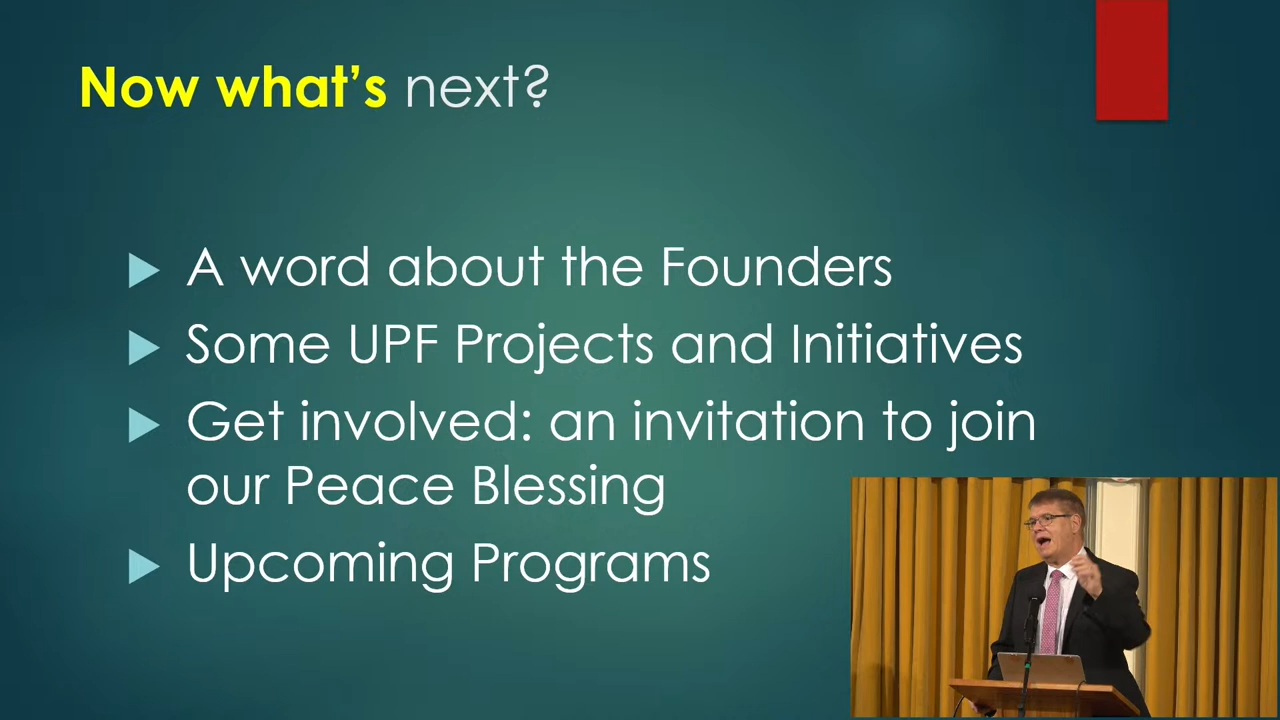 Now what's next?
A word about the Founders
Some UPF Projects and Initiatives
Get involved: an invitation to join
our Peace Blessing
Upcoming Programs